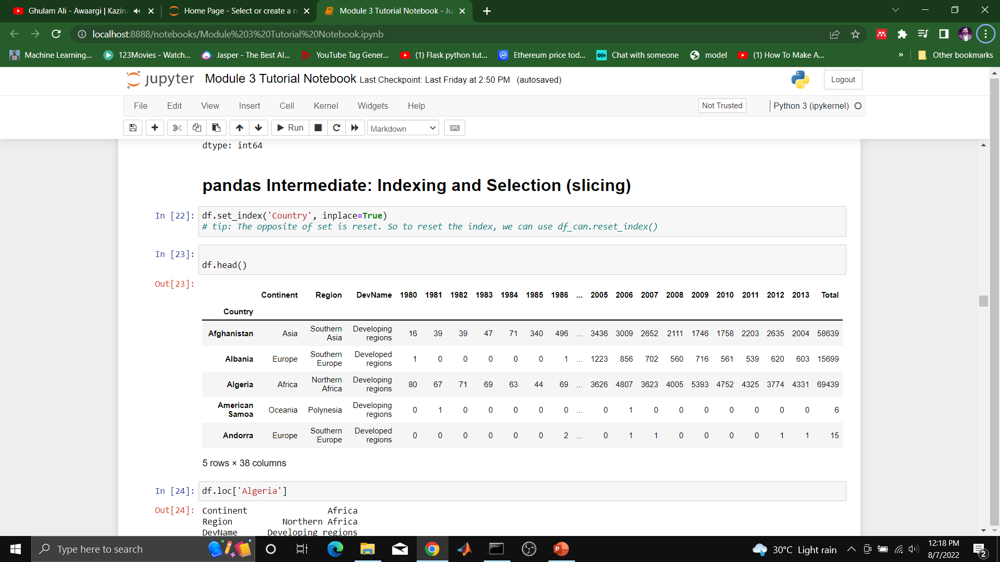 Ghulam Ali - Awaargi | Kazina
Home Page - Select or create a n
Module 3 Tutorial Notebook - Ju
localhost:8888/notebooks/Module%203%20Tutorial%20Notebook.ipynb
Machine Learning... 123Movies - Watch... Jasper - The Best AI... YouTube Tag Gener... (1) Flask python tut... Ethereum price tod... Chat with someone model (1) How To Make A... » Other bookmarks
jupyter Module 3 Tutorial Notebook Last Checkpoint: Last Friday at 2:50 PM (autosaved) Logout
File Edit View Insert Cell Kernel Widgets Help Not Trusted Python 3 (ipykernel)
Run Markdown
dtype: int64
pandas Intermediate: Indexing and Selection (slicing)
In [22]: df.set_index('Country', inplace=True)
# tip: The opposite of set is reset. So to reset the index, we can use df_can.reset_index()
In [23]:
df.head()
Out[23]:
Continent Region DevName 1980 1981 1982 1983 1984 1985 1986 ... 2005 2006 2007 2008 2009 2010 2011 2012 2013 Total
Country
Afghanistan Asia Southern Asia Developing regions 16 39 39 47 71 340 496 ... 3436 3009 2652 2111 1746 1758 2203 2635 2004 58639
Albania Europe Southern Europe Developed regions 1 0 0 0 0 0 1 ... 1223 856 702 560 716 561 539 620 603 15699
Algeria Africa Northern Africa Developing regions 80 67 71 69 63 44 69 ... 3626 4807 3623 4005 5393 4752 4325 3774 4331 69439
American Samoa Oceania Polynesia Developing regions 0 1 0 0 0 0 0 ... 0 1 0 0 0 0 0 0 0 6
Andorra Europe Southern Europe Developed regions 0 0 0 0 0 0 2 ... 0 1 1 0 0 0 0 1 1 15
5 rows × 38 columns
In [24]: df.loc['Algeria']
Out[24]: Continent Africa
Region Northern Africa
DevName Developing regions
Type here to search
30°C Light rain
12:18 PM
8/7/2022
2